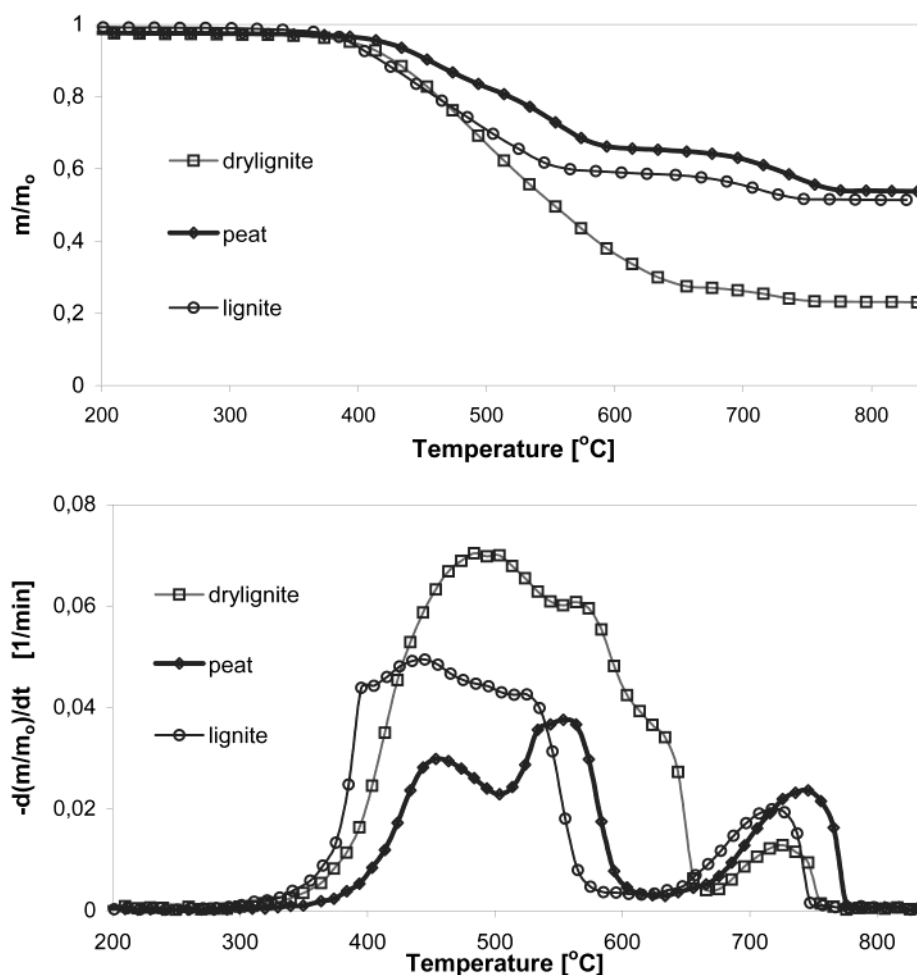 1
0,8
0,6
0,4
0,2
0
m/mo
drylignite
peat
lignite
200 300 400 500 600 700 800
Temperature [oC]
0,08
0,06
0,04
0,02
0
-d(m/mo)/dt [1/min]
drylignite
peat
lignite
200 300 400 500 600 700 800
Temperature [oC]